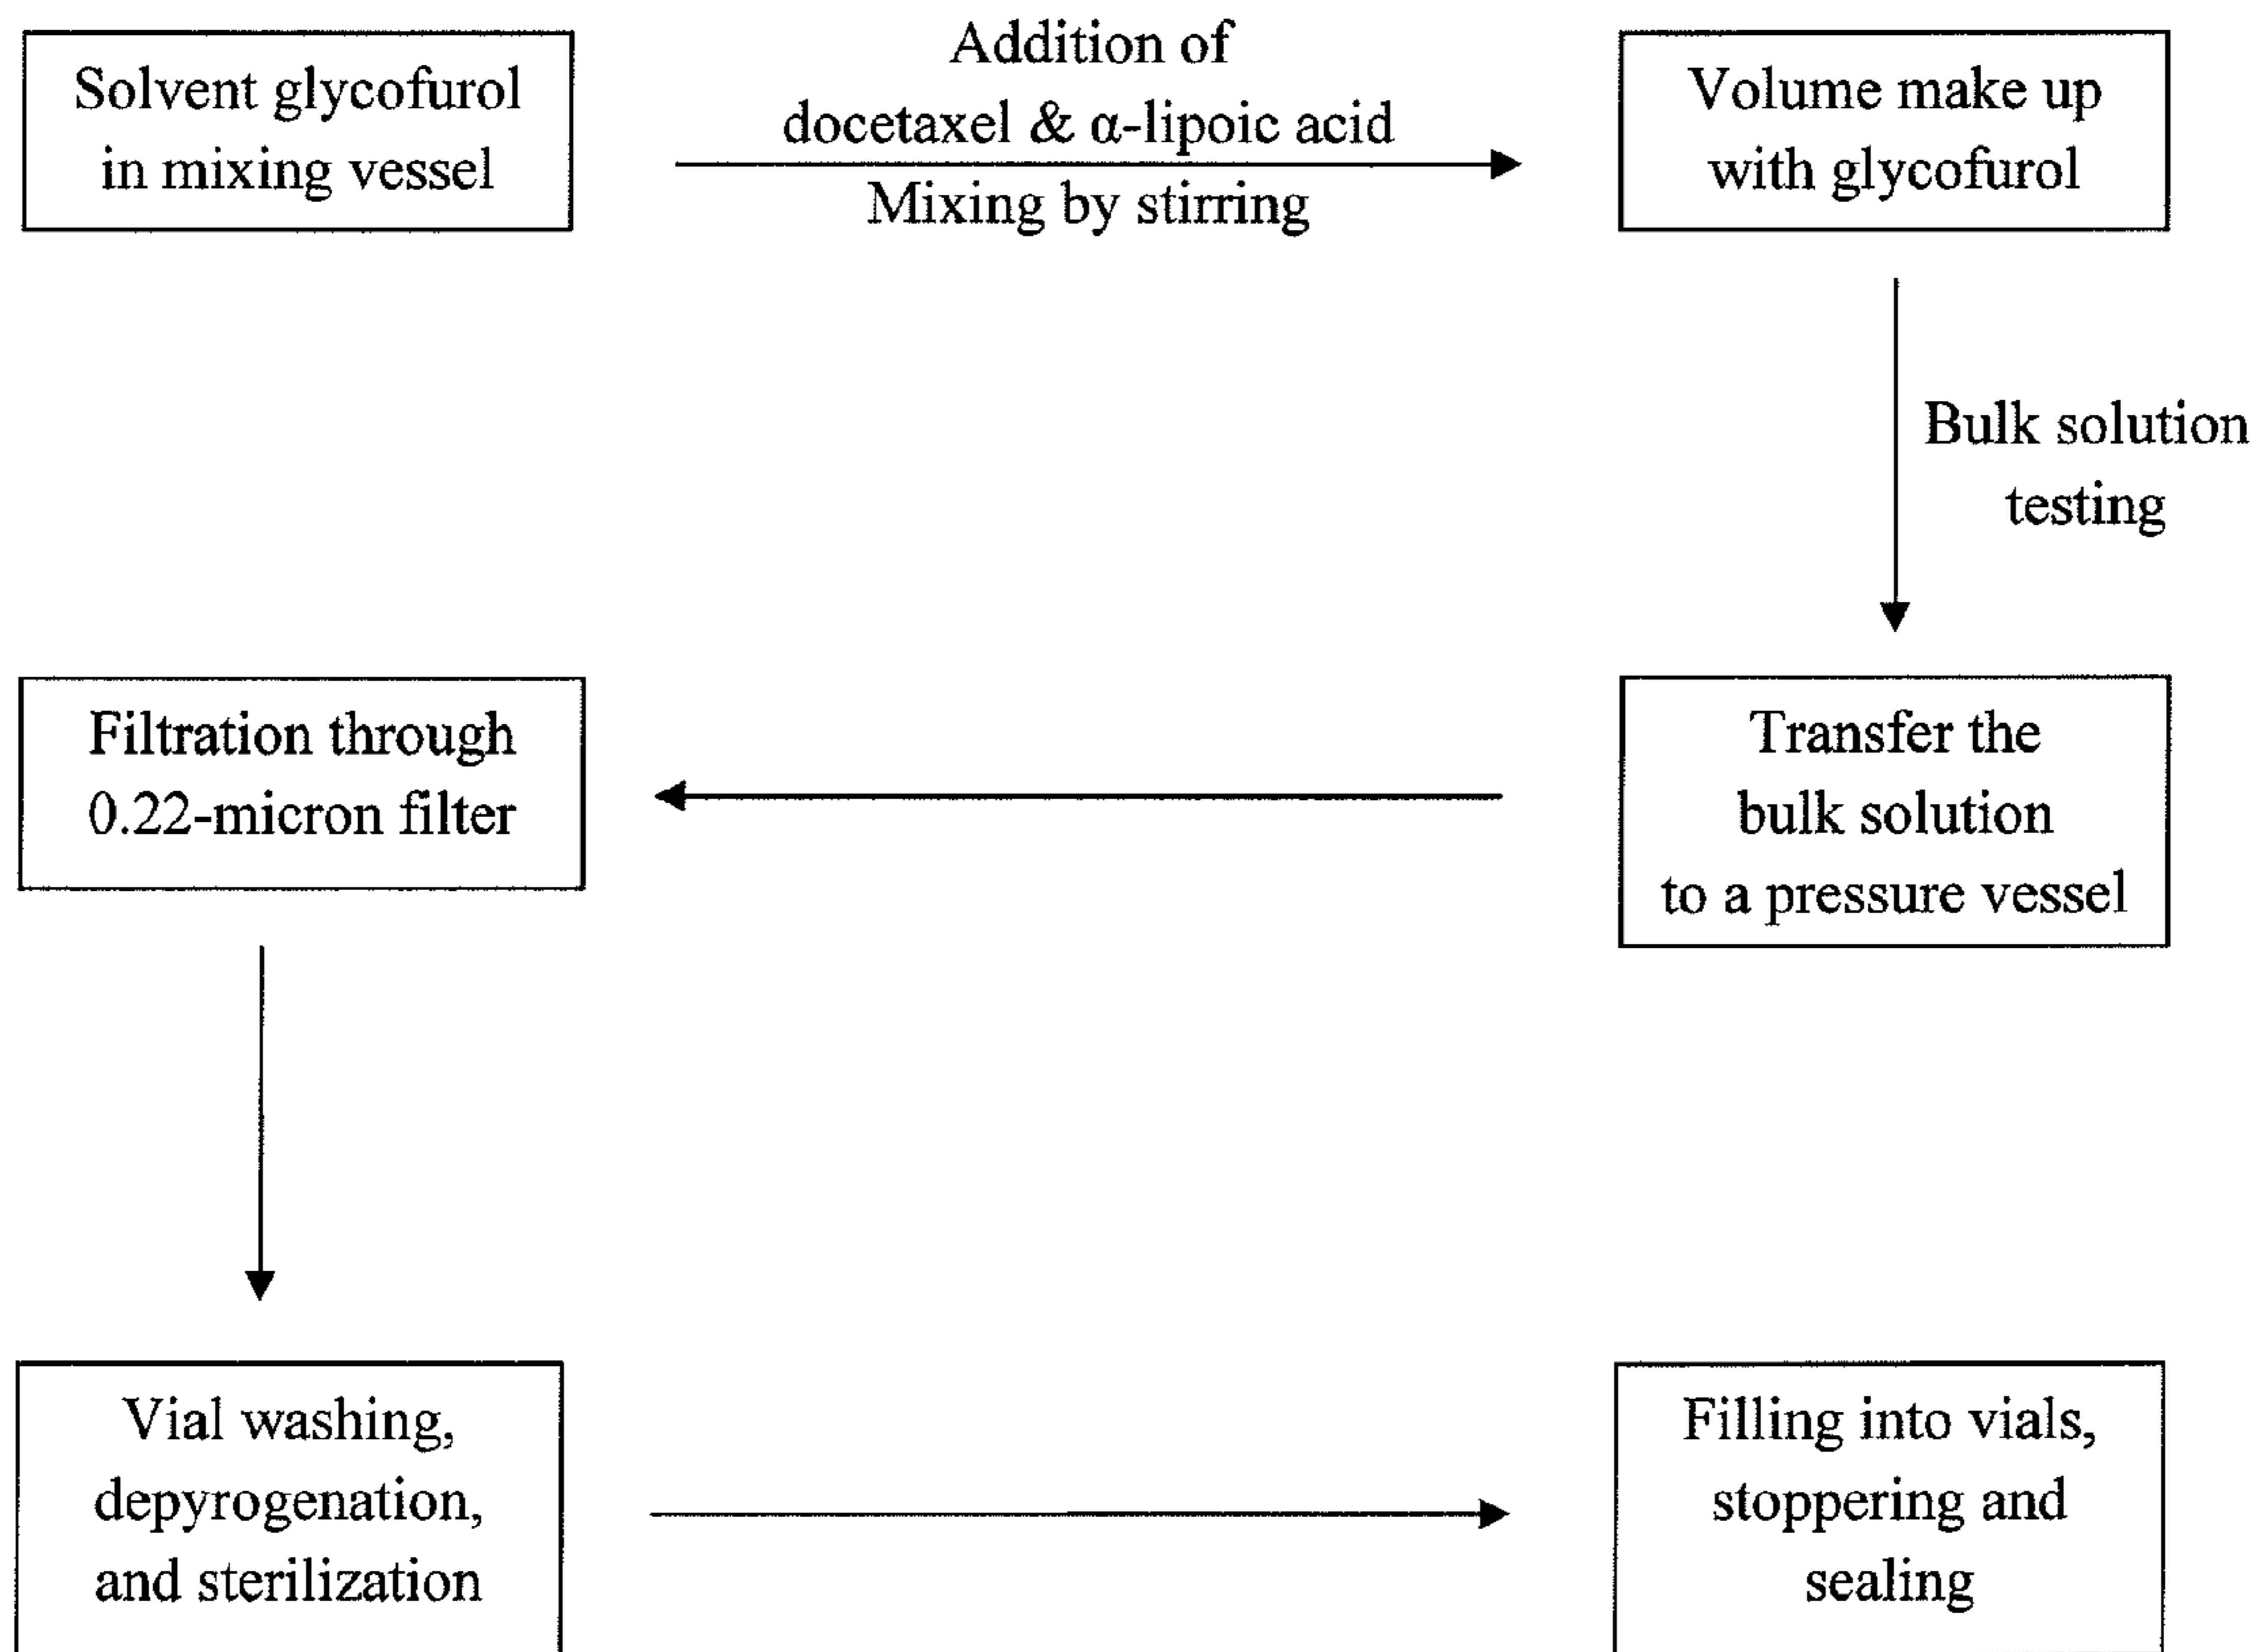 Solvent glycofurol
in mixing vessel
Addition of
docetaxel & α-lipoic acid
Mixing by stirring
Volume make up
with glycofurol
Bulk solution
testing
Transfer the
bulk solution
to a pressure vessel
Filtration through
0.22-micron filter
Vial washing,
depyrogenation,
and sterilization
Filling into vials,
stoppering and
sealing